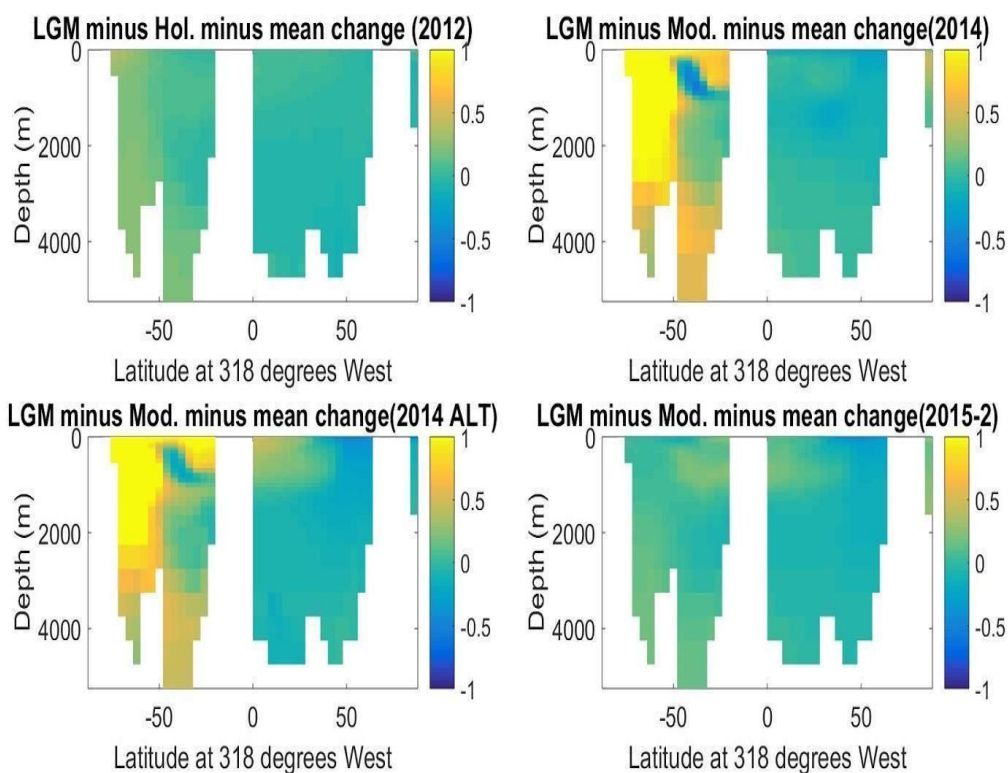 LGM minus Hol. minus mean change (2012)
0
2000
4000
Depth (m)
-50 0 50
Latitude at 318 degrees West
1
0.5
0
-0.5
-1
LGM minus Mod. minus mean change(2014)
0
2000
4000
Depth (m)
-50 0 50
Latitude at 318 degrees West
1
0.5
0
-0.5
-1
LGM minus Mod. minus mean change(2014 ALT)
0
2000
4000
Depth (m)
-50 0 50
Latitude at 318 degrees West
1
0.5
0
-0.5
-1
LGM minus Mod. minus mean change(2015-2)
0
2000
4000
Depth (m)
-50 0 50
Latitude at 318 degrees West
1
0.5
0
-0.5
-1